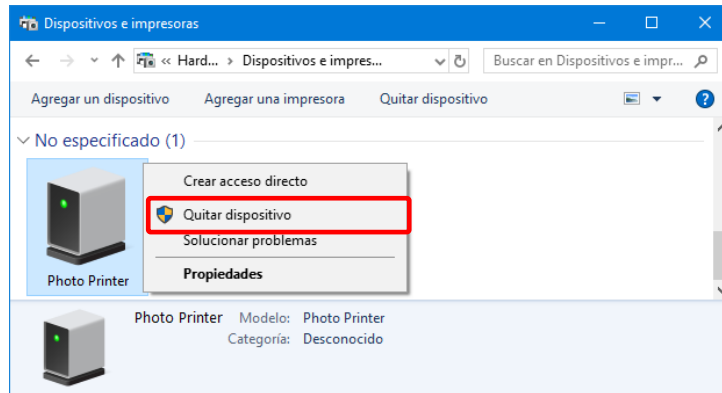 Dispositivos e impresoras
« Hard... › Dispositivos e impres...
Buscar en Dispositivos e impr...
Agregar un dispositivo Agregar una impresora Quitar dispositivo
No especificado (1)
Crear acceso directo
Quitar dispositivo
Solucionar problemas
Propiedades
Photo Printer
Photo Printer Modelo: Photo Printer
Categoría: Desconocido